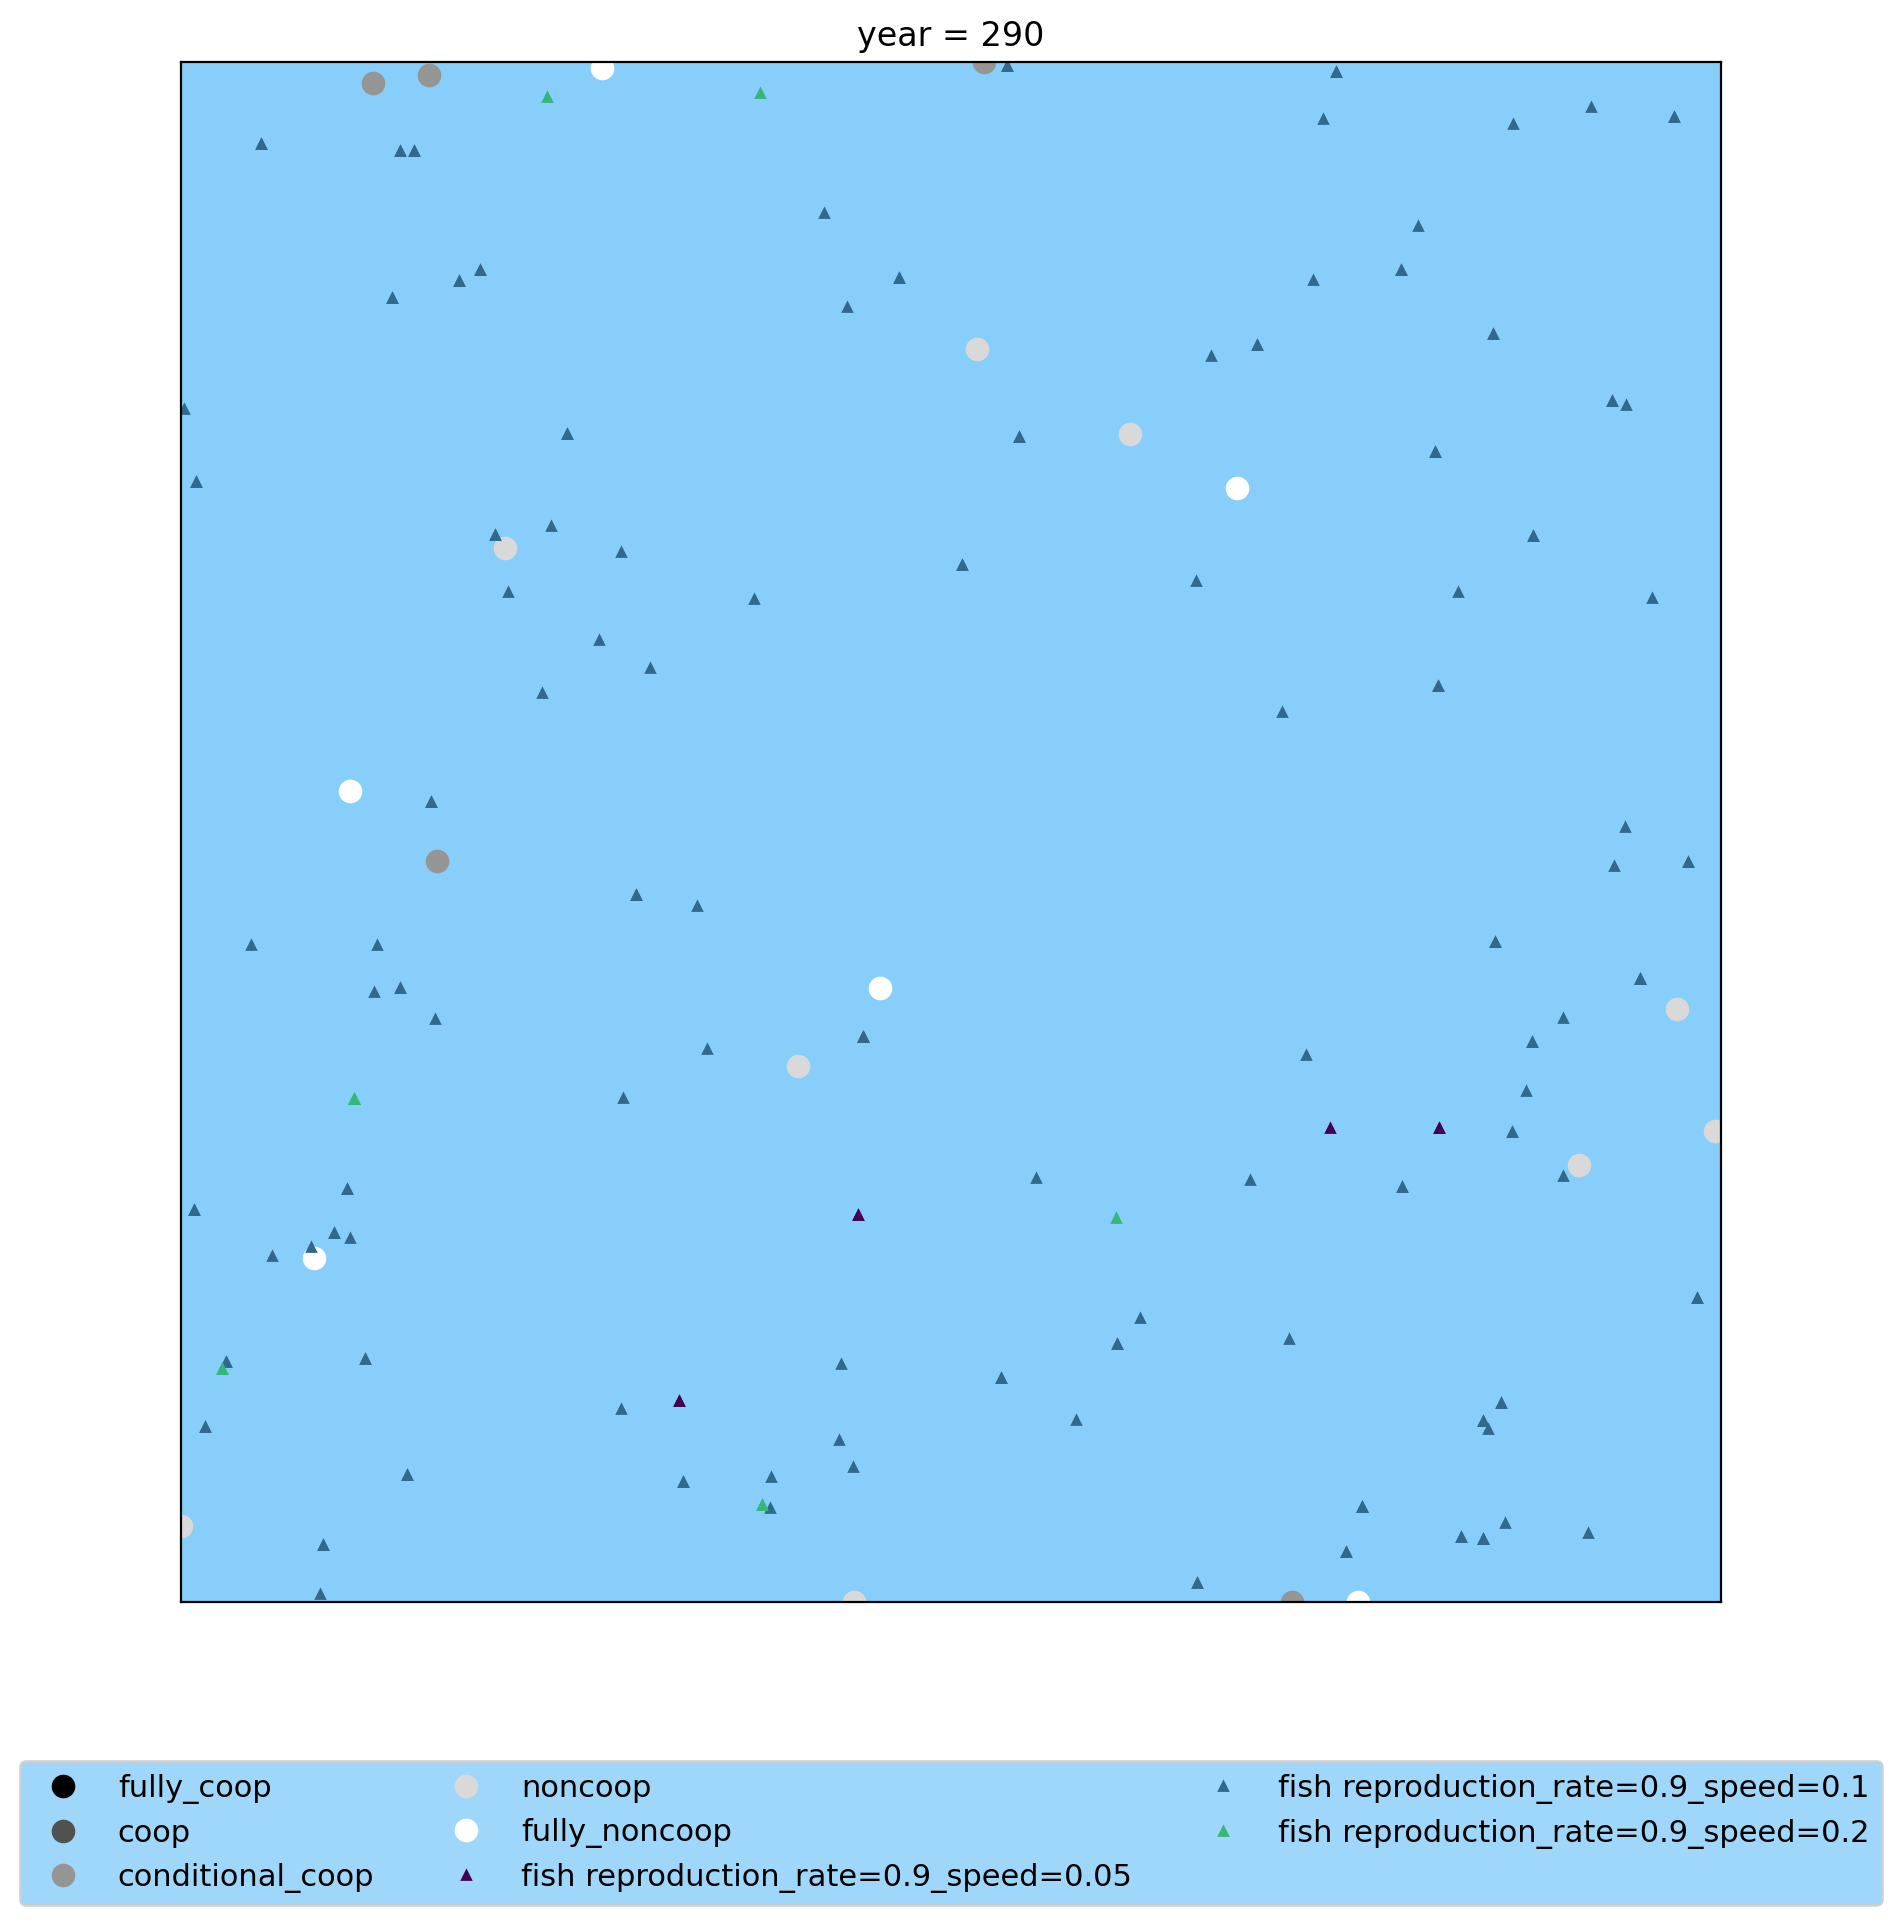 year = 290
fully_coop
coop
conditional_coop
noncoop
fully_noncoop
fish reproduction_rate=0.9_speed=0.05
fish reproduction_rate=0.9_speed=0.1
fish reproduction_rate=0.9_speed=0.2